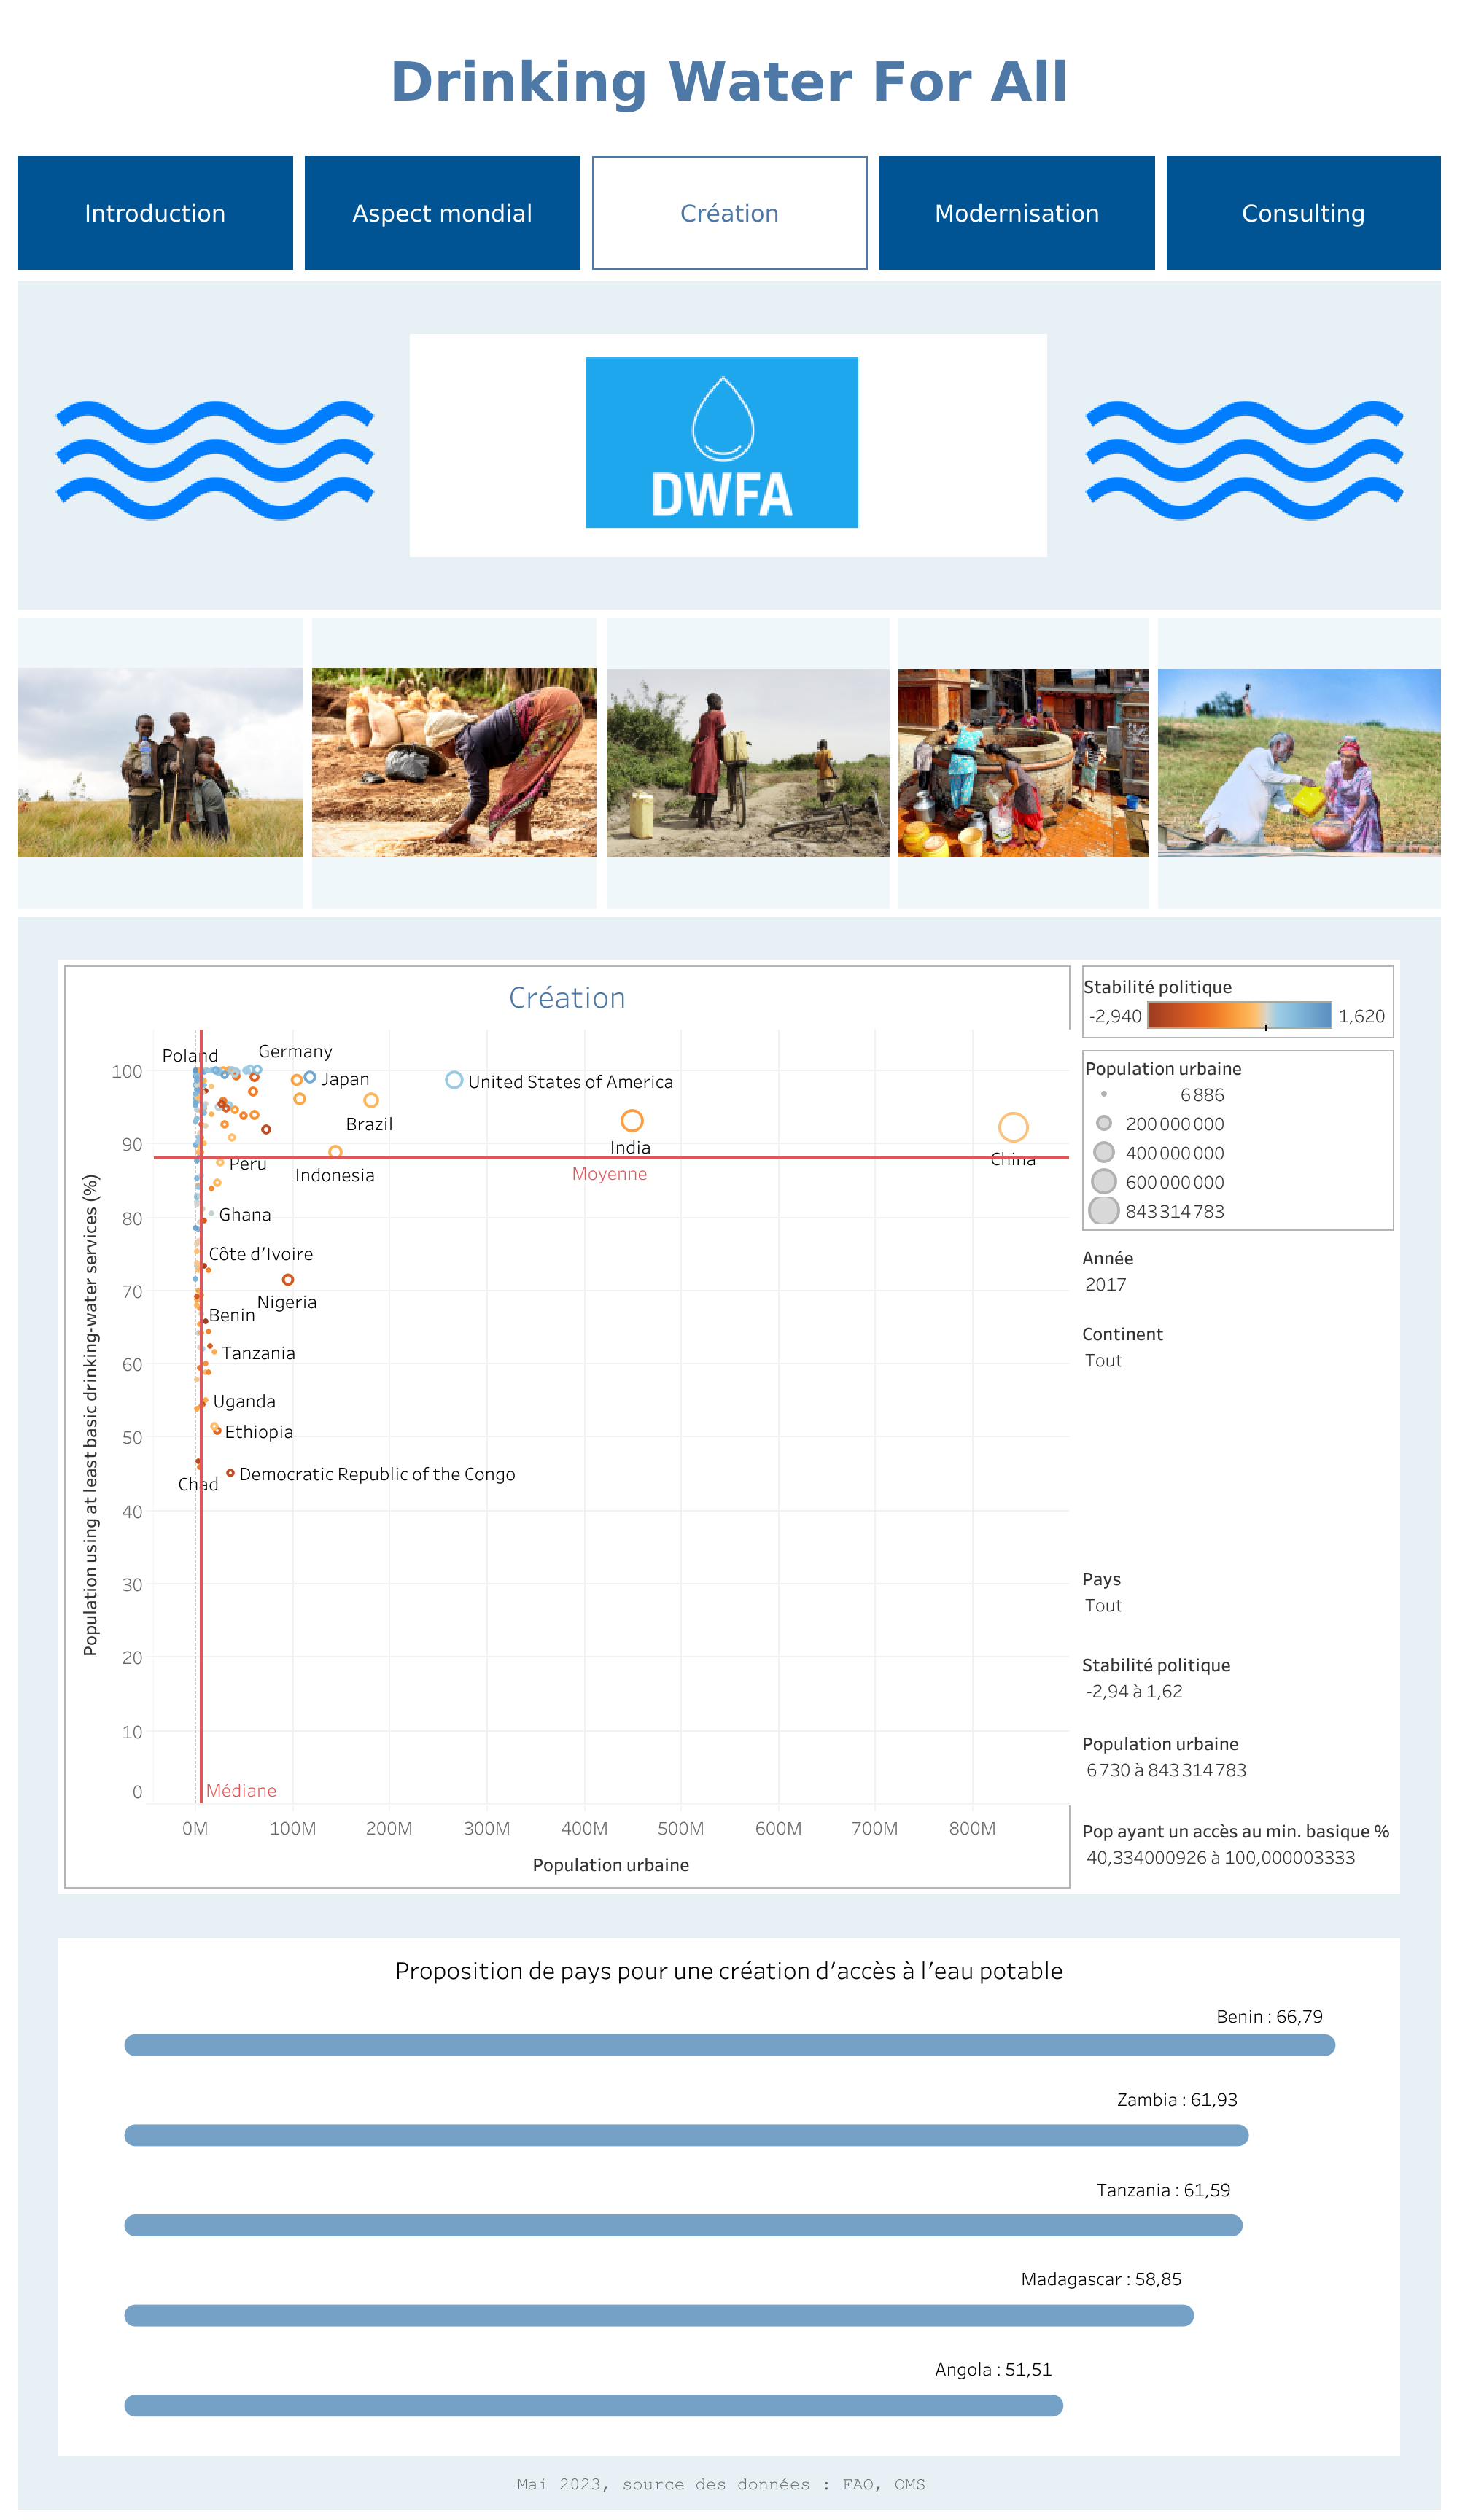 Drinking Water For All
Introduction
Aspect mondial
Création
Modernisation
Consulting
DWFA
Création
Stabilité politique
-2,940
1,620
Population urbaine
6 886
200 000 000
400 000 000
600 000 000
843 314 783
Année
2017
Continent
Tout
Pays
Tout
Stabilité politique
-2,94 à 1,62
Population urbaine
6 730 à 843 314 783
Pop ayant un accès au min. basique %
40,334000926 à 100,000003333
Population using at least basic drinking-water services (%)
100
90
80
70
60
50
40
30
20
10
0
Poland
Germany
Japan
United States of America
Brazil
India
China
Peru
Indonesia
Moyenne
Ghana
Côte d’Ivoire
Nigeria
Benin
Tanzania
Uganda
Ethiopia
Democratic Republic of the Congo
Chad
Médiane
0M
100M
200M
300M
400M
500M
600M
700M
800M
Population urbaine
Proposition de pays pour une création d’accès à l’eau potable
Benin : 66,79
Zambia : 61,93
Tanzania : 61,59
Madagascar : 58,85
Angola : 51,51
Mai 2023, source des données : FAO, OMS